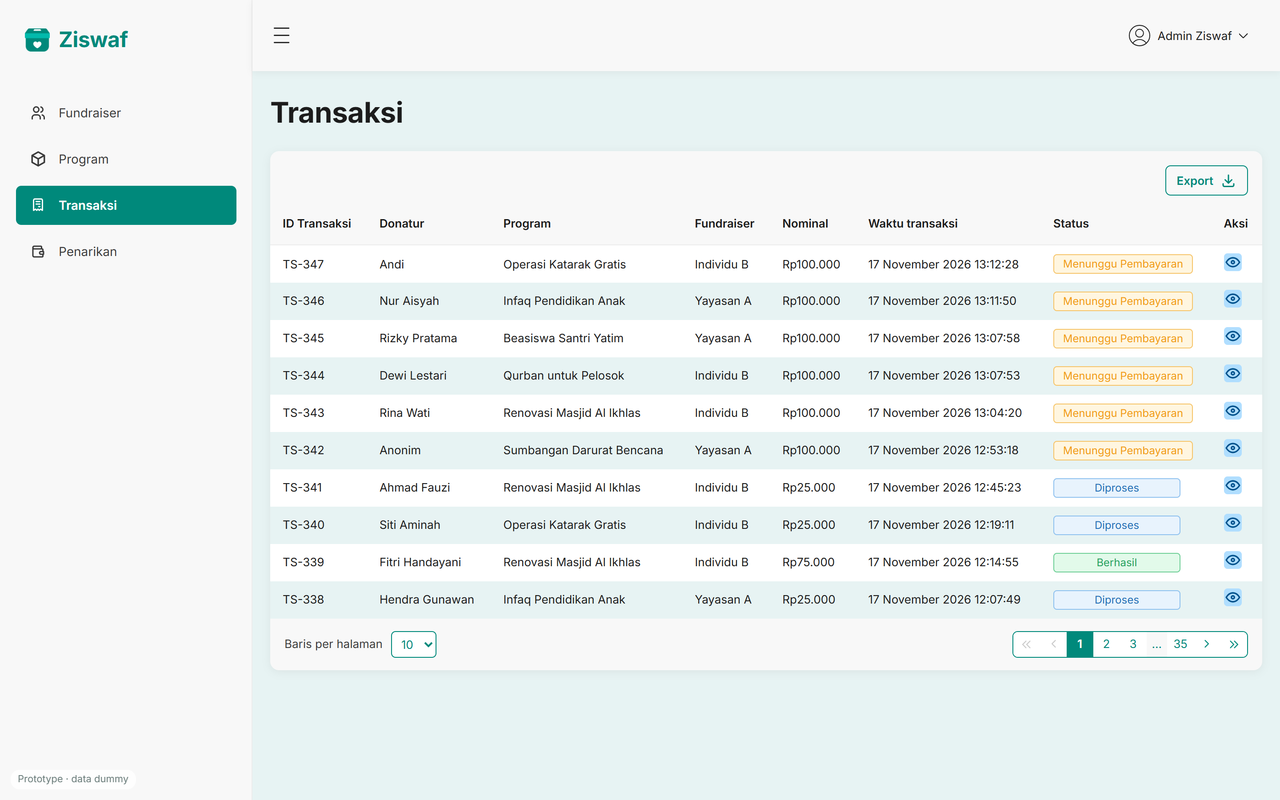 Ziswaf
Admin Ziswaf
Fundraiser
Program
Transaksi
Penarikan
Transaksi
Export
ID Transaksi Donatur Program Fundraiser Nominal Waktu transaksi Status Aksi
TS-347 Andi Operasi Katarak Gratis Individu B Rp100.000 17 November 2026 13:12:28 Menunggu Pembayaran
TS-346 Nur Aisyah Infaq Pendidikan Anak Yayasan A Rp100.000 17 November 2026 13:11:50 Menunggu Pembayaran
TS-345 Rizky Pratama Beasiswa Santri Yatim Yayasan A Rp100.000 17 November 2026 13:07:58 Menunggu Pembayaran
TS-344 Dewi Lestari Qurban untuk Pelosok Individu B Rp100.000 17 November 2026 13:07:53 Menunggu Pembayaran
TS-343 Rina Wati Renovasi Masjid Al Ikhlas Individu B Rp100.000 17 November 2026 13:04:20 Menunggu Pembayaran
TS-342 Anonim Sumbangan Darurat Bencana Yayasan A Rp100.000 17 November 2026 12:53:18 Menunggu Pembayaran
TS-341 Ahmad Fauzi Renovasi Masjid Al Ikhlas Individu B Rp25.000 17 November 2026 12:45:23 Diproses
TS-340 Siti Aminah Operasi Katarak Gratis Individu B Rp25.000 17 November 2026 12:19:11 Diproses
TS-339 Fitri Handayani Renovasi Masjid Al Ikhlas Individu B Rp75.000 17 November 2026 12:14:55 Berhasil
TS-338 Hendra Gunawan Infaq Pendidikan Anak Yayasan A Rp25.000 17 November 2026 12:07:49 Diproses
Baris per halaman 10 « ‹ 1 2 3 ... 35 › »
Prototype · data dummy